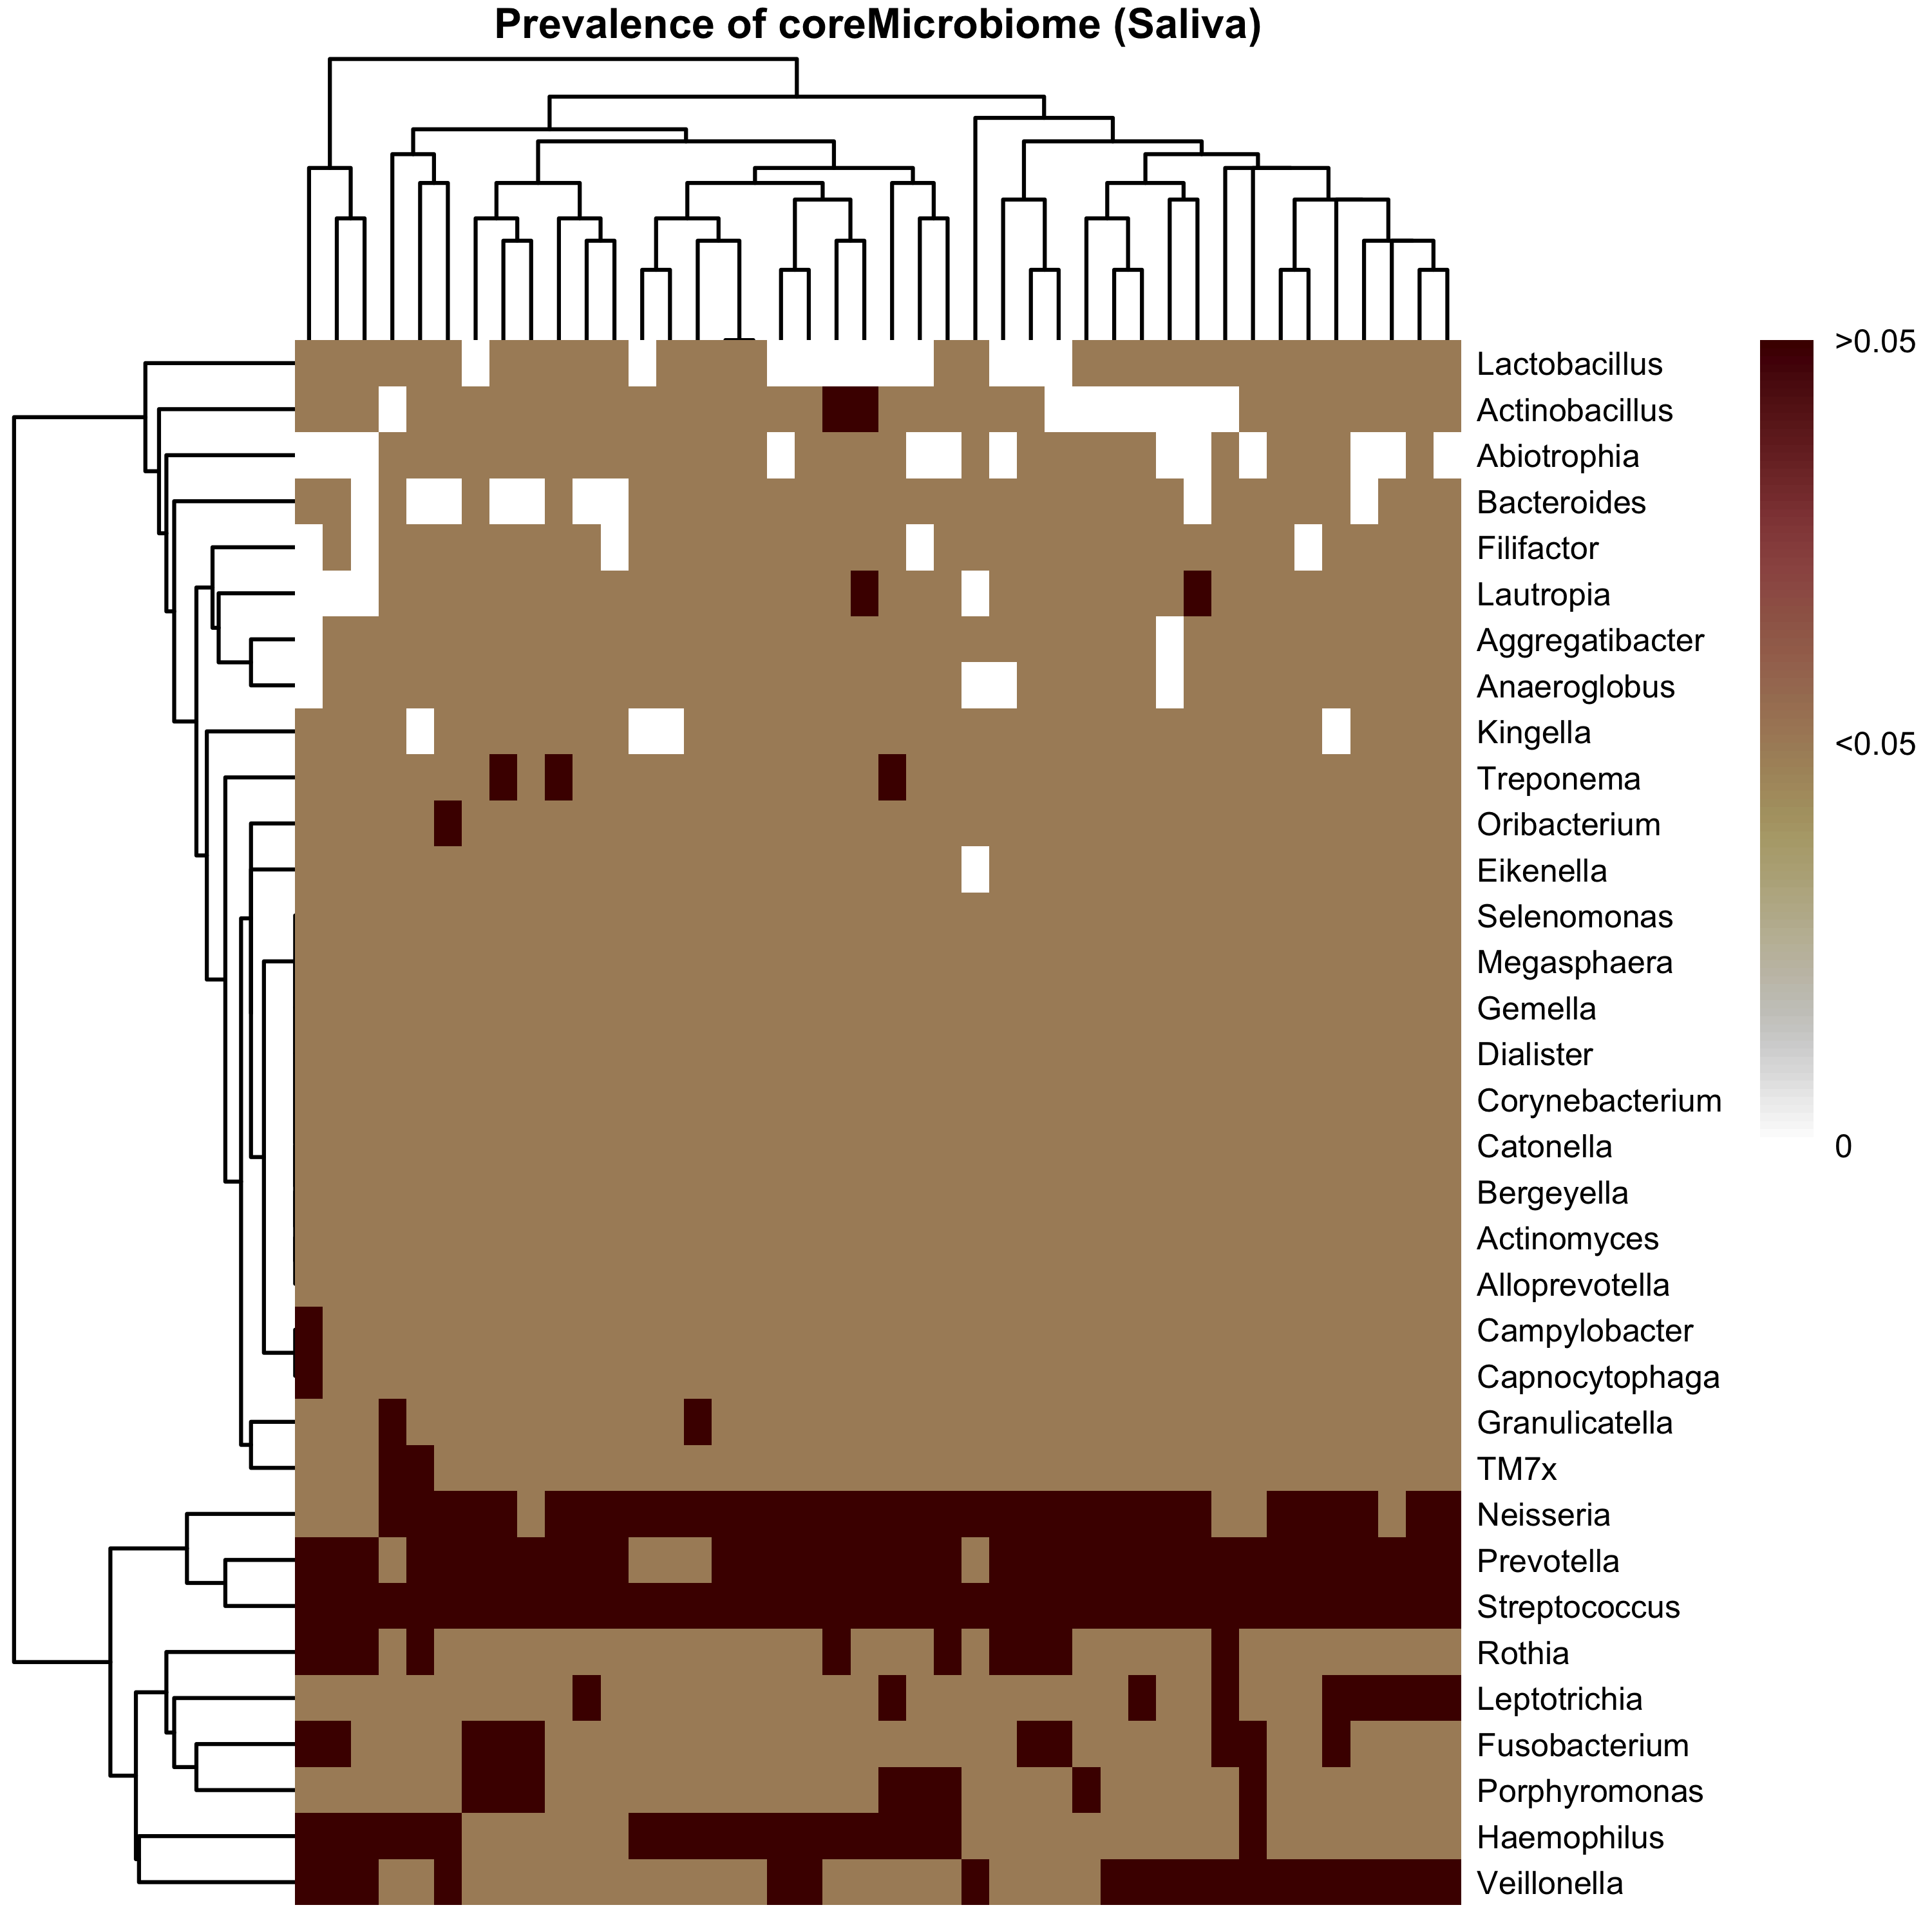 Prevalence of coreMicrobiome (Saliva)
>0.05
Lactobacillus
Actinobacillus
Abiotrophia
Bacteroides
Filifactor
Lautropia
Aggregatibacter
Anaeroglobus
Kingella
<0.05
Treponema
Oribacterium
Eikenella
Selenomonas
Megasphaera
Gemella
Dialister
Corynebacterium
Catonella
0
Bergeyella
Actinomyces
Alloprevotella
Campylobacter
Capnocytophaga
Granulicatella
TM7x
Neisseria
Prevotella
Streptococcus
Rothia
Leptotrichia
Fusobacterium
Porphyromonas
Haemophilus
Veillonella